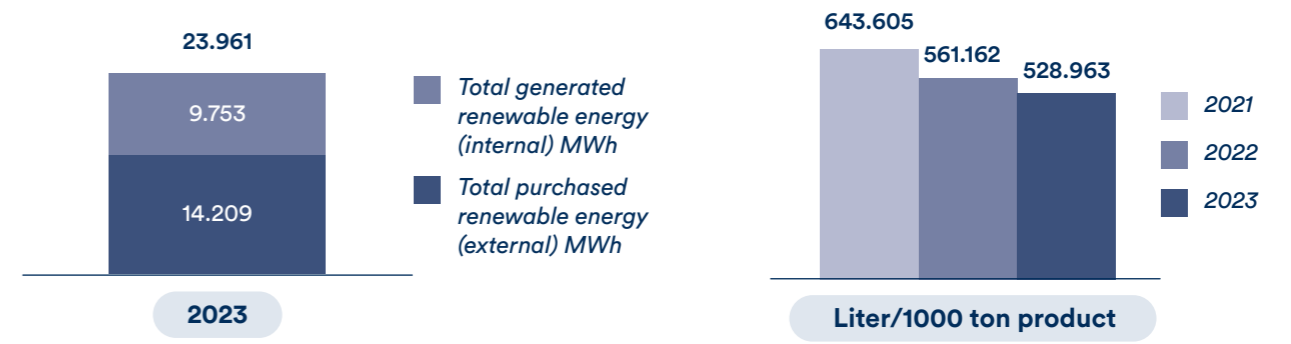 23.961
9.753
14.209
2023
Total generated
renewable energy
(internal) MWh
Total purchased
renewable energy
(external) MWh
643.605
561.162
528.963
Liter/1000 ton product
2021
2022
2023